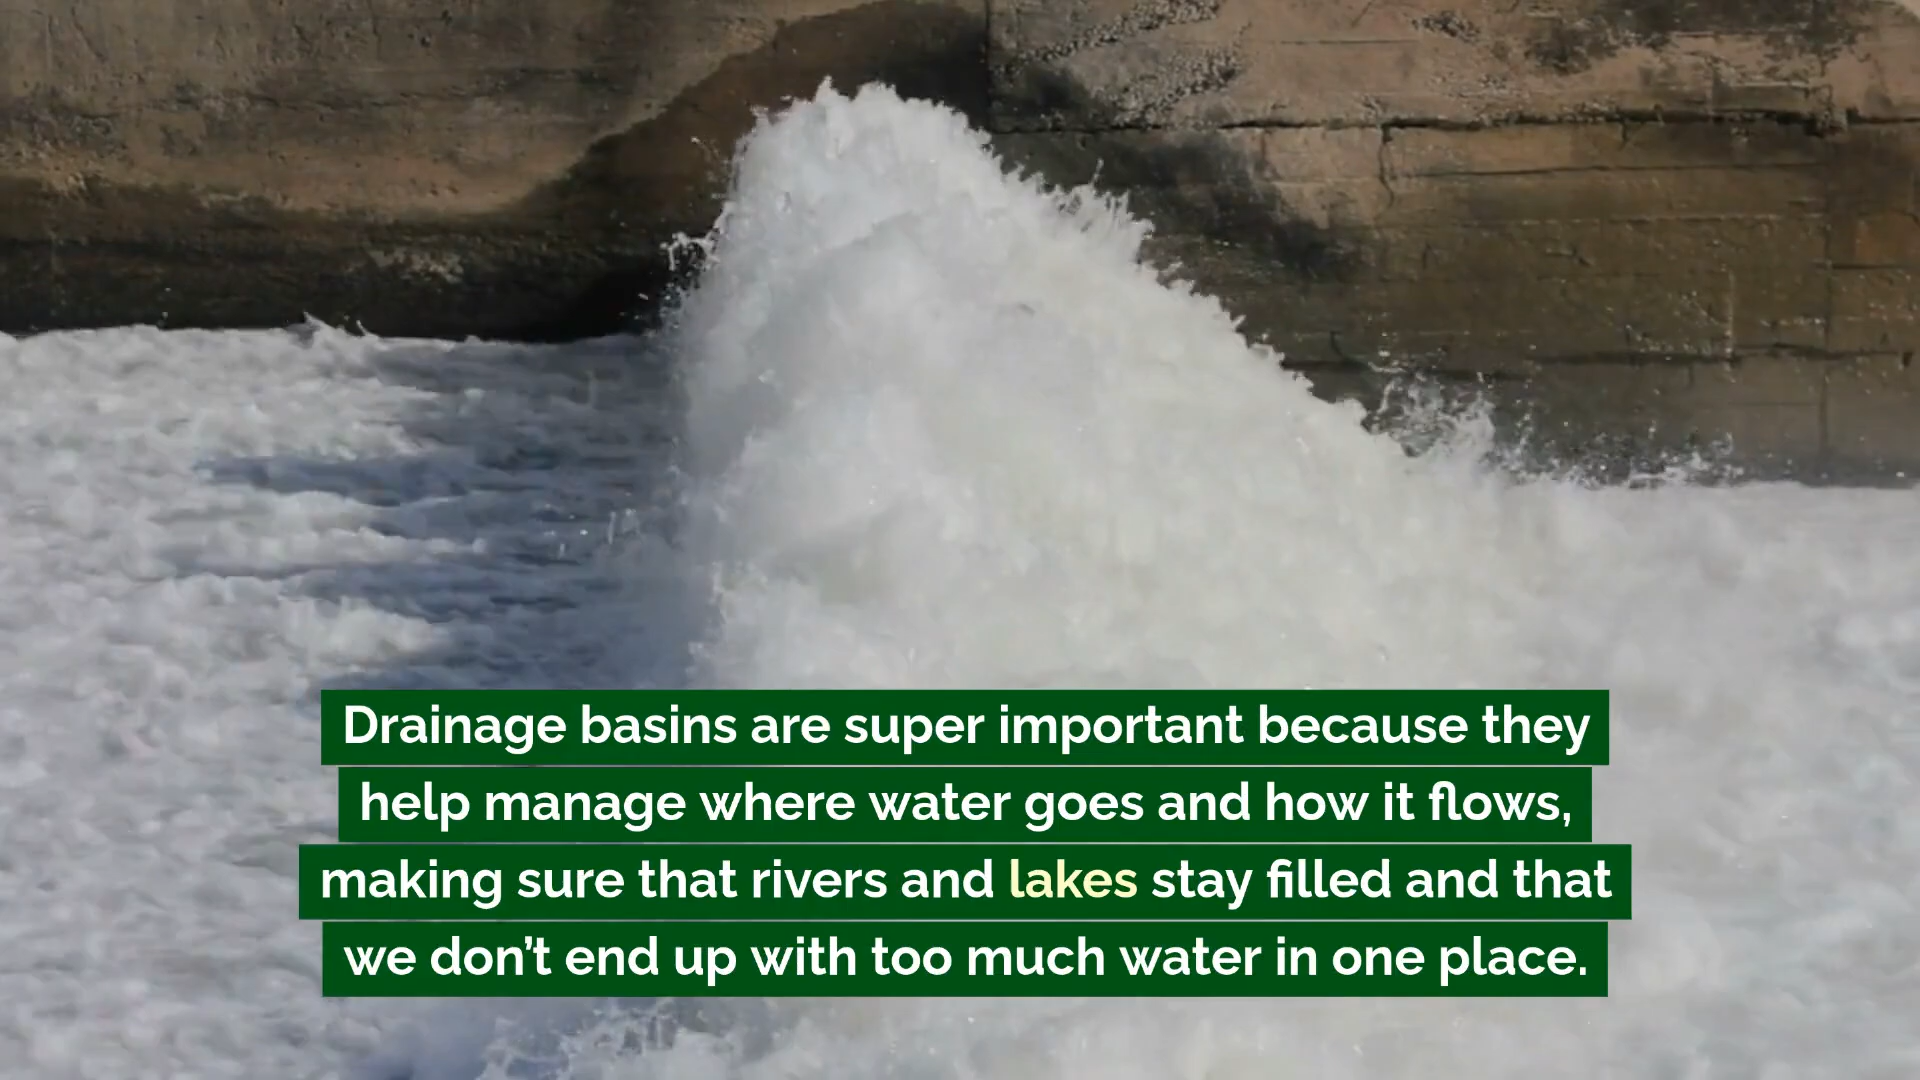 Drainage basins are super important because they
help manage where water goes and how it flows,
making sure that rivers and lakes stay filled and that
we don’t end up with too much water in one place.